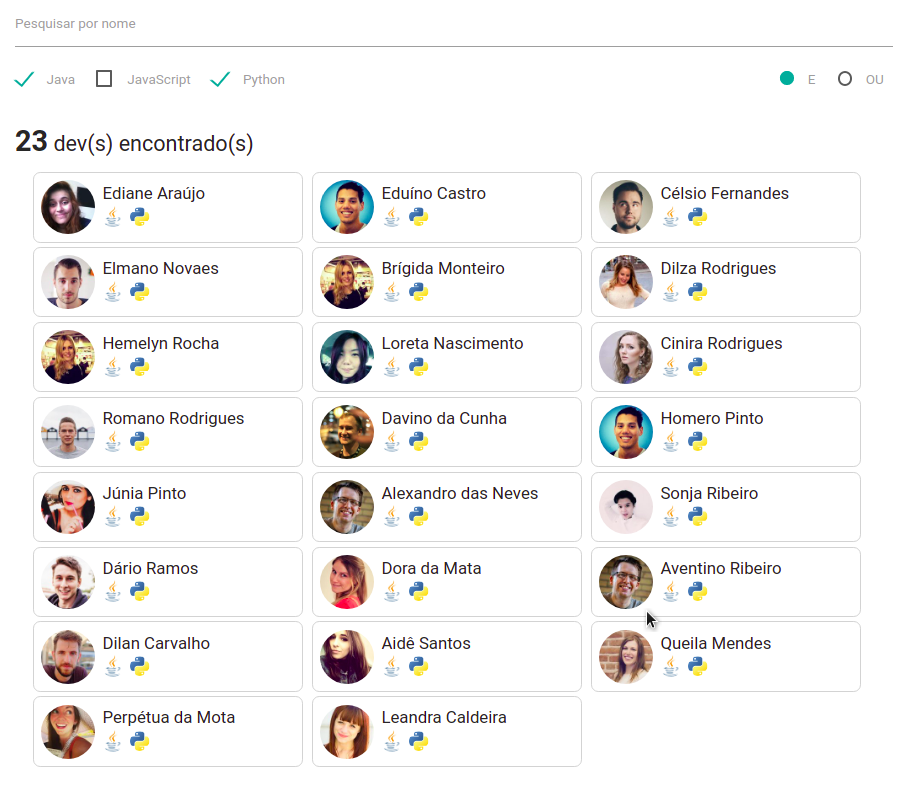 Pesquisar por nome
Java JavaScript Python E OU
23 dev(s) encontrado(s)
Ediane Araújo Eduíno Castro Célsio Fernandes
Elmano Novaes Brígida Monteiro Dilza Rodrigues
Hemelyn Rocha Loreta Nascimento Cinira Rodrigues
Romano Rodrigues Davino da Cunha Homero Pinto
Júnia Pinto Alexandro das Neves Sonja Ribeiro
Dário Ramos Dora da Mata Aventino Ribeiro
Dilan Carvalho Aidê Santos Queila Mendes
Perpétua da Mota Leandra Caldeira